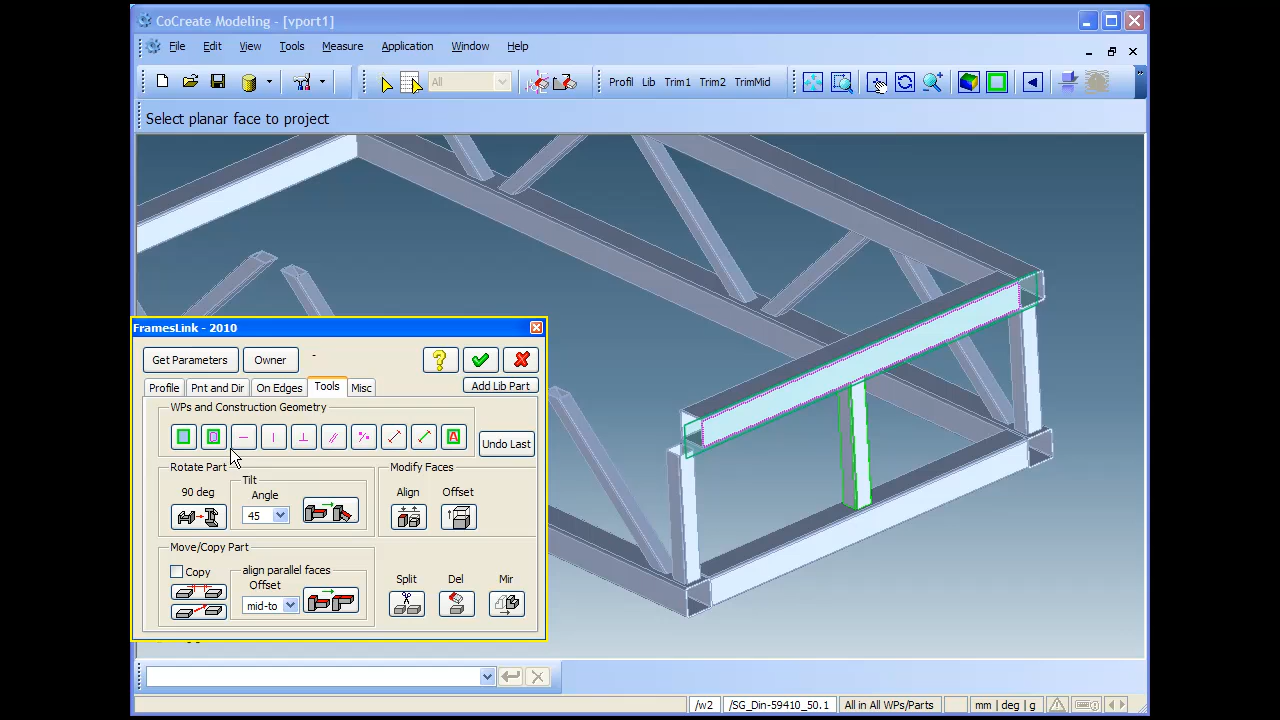 CoCreate Modeling - [vport1]
File Edit View Tools Measure Application Window Help
All Profil Lib Trim1 Trim2 TrimMid
Select planar face to project
FramesLink - 2010
Get Parameters Owner -
Profile Pnt and Dir On Edges Tools Misc Add Lib Part
WPs and Construction Geometry
A Undo Last
Rotate Part Modify Faces
90 deg Tilt Angle Align Offset
45
Move/Copy Part
Copy align parallel faces Split Del Mir
Offset
mid-to
/w2 /SG_Din-59410_50.1 All in All WPs/Parts mm | deg | g